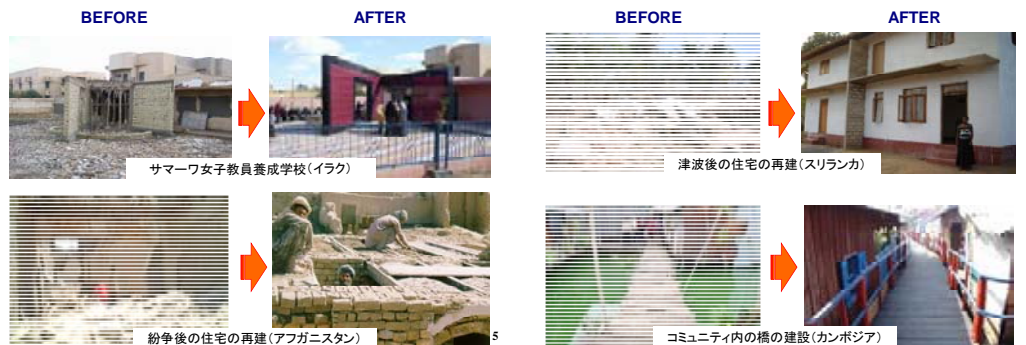 BEFORE AFTER BEFORE AFTER
サマーワ女子教員養成学校(イラク)
津波後の住宅の再建(スリランカ)
紛争後の住宅の再建(アフガニスタン)
5
コミュニティ内の橋の建設(カンボジア)